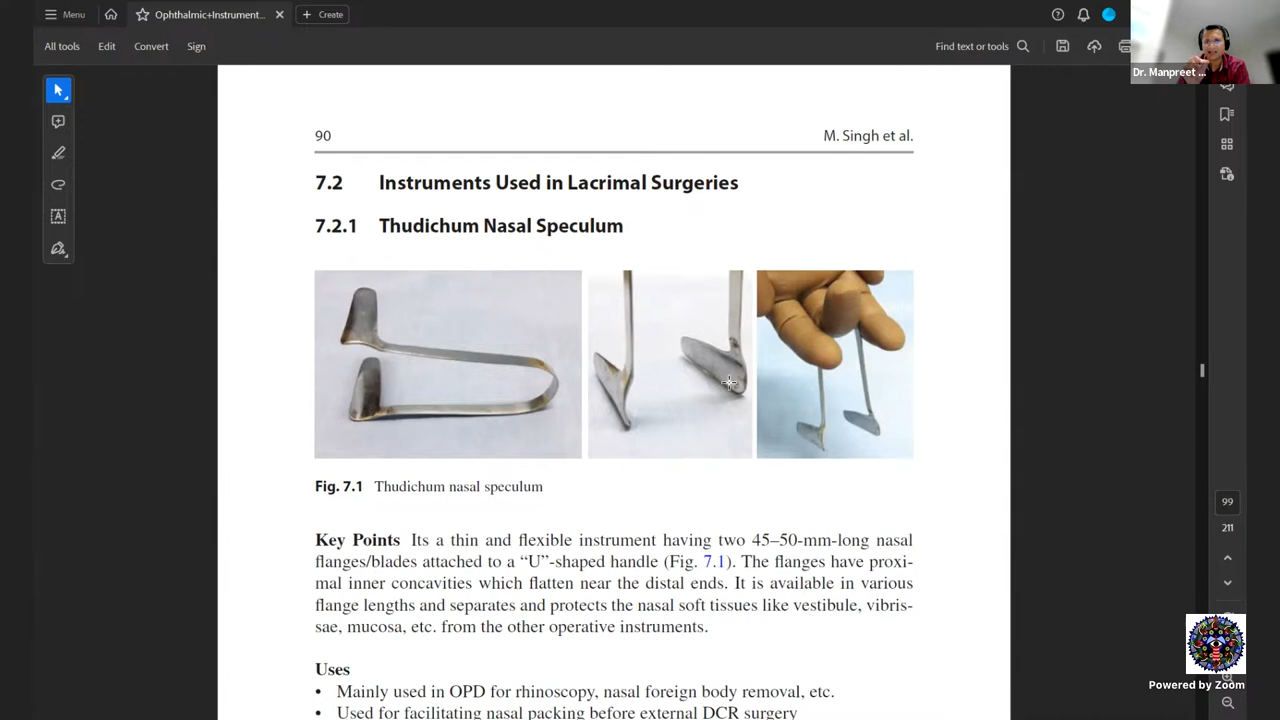 Menu
Ophthalmic+Instrument...
Create
All tools
Edit
Convert
Sign
Find text or tools
Dr. Manpreet ...
90
M. Singh et al.
7.2 Instruments Used in Lacrimal Surgeries
7.2.1 Thudichum Nasal Speculum
Fig. 7.1 Thudichum nasal speculum
Key Points Its a thin and flexible instrument having two 45–50-mm-long nasal
flanges/blades attached to a “U”-shaped handle (Fig. 7.1). The flanges have proxi-
mal inner concavities which flatten near the distal ends. It is available in various
flange lengths and separates and protects the nasal soft tissues like vestibule, vibris-
sae, mucosa, etc. from the other operative instruments.
Uses
• Mainly used in OPD for rhinoscopy, nasal foreign body removal, etc.
• Used for facilitating nasal packing before external DCR surgery
99
211
Powered by Zoom